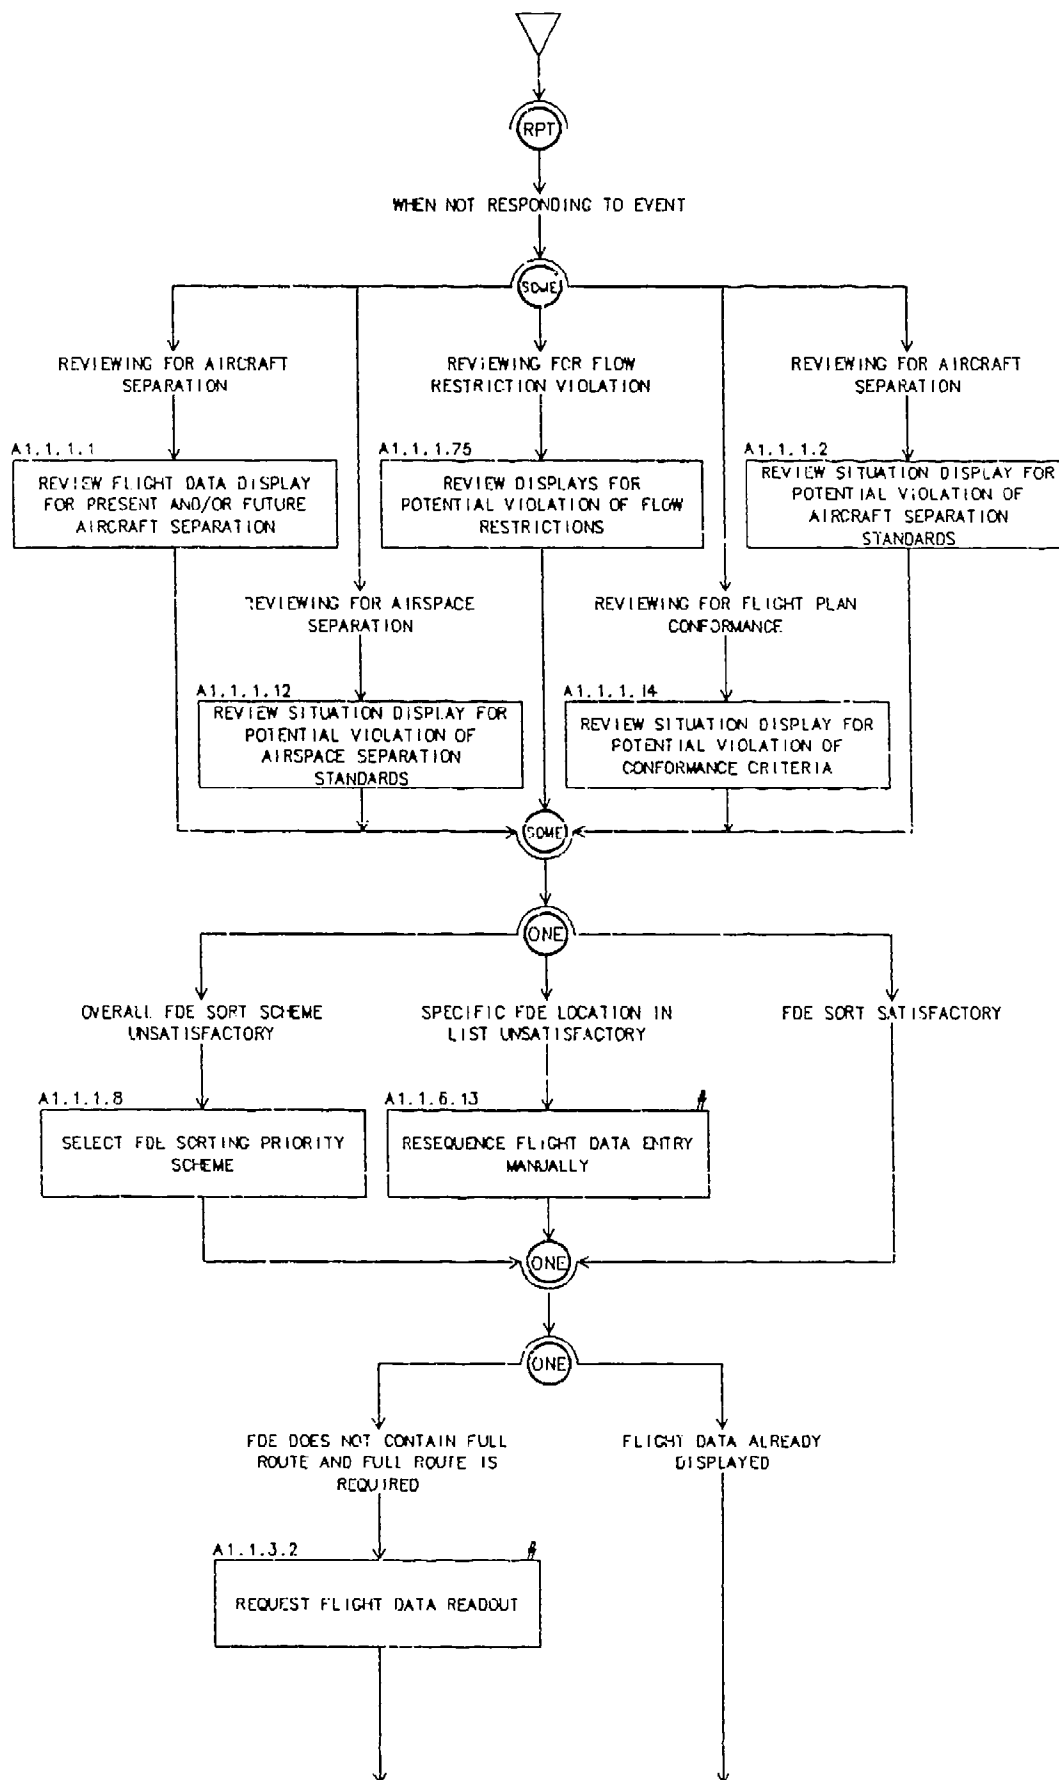 RPT
WHEN NOT RESPONDING TO EVENT
SOME
REVIEWING FOR AIRCRAFT
SEPARATION
REVIEWING FOR FLOW
RESTRICTION VIOLATION
REVIEWING FOR AIRCRAFT
SEPARATION
A1.1.1.1
REVIEW FLIGHT DATA DISPLAY
FOR PRESENT AND/OR FUTURE
AIRCRAFT SEPARATION
A1.1.1.75
REVIEW DISPLAYS FOR
POTENTIAL VIOLATION OF FLOW
RESTRICTIONS
A1.1.1.2
REVIEW SITUATION DISPLAY FOR
POTENTIAL VIOLATION OF
AIRCRAFT SEPARATION
STANDARDS
REVIEWING FOR AIRSPACE
SEPARATION
REVIEWING FOR FLIGHT PLAN
CONFORMANCE
A1.1.1.12
REVIEW SITUATION DISPLAY FOR
POTENTIAL VIOLATION OF
AIRSPACE SEPARATION
STANDARDS
A1.1.1.14
REVIEW SITUATION DISPLAY FOR
POTENTIAL VIOLATION OF
CONFORMANCE CRITERIA
SOME
ONE
OVERALL FDE SORT SCHEME
UNSATISFACTORY
SPECIFIC FDE LOCATION IN
LIST UNSATISFACTORY
FDE SORT SATISFACTORY
A1.1.1.8
SELECT FDE SORTING PRIORITY
SCHEME
A1.1.6.13
RESEQUENCE FLIGHT DATA ENTRY
MANUALLY
ONE
ONE
FDE DOES NOT CONTAIN FULL
ROUTE AND FULL ROUTE IS
REQUIRED
FLIGHT DATA ALREADY
DISPLAYED
A1.1.3.2
REQUEST FLIGHT DATA READOUT